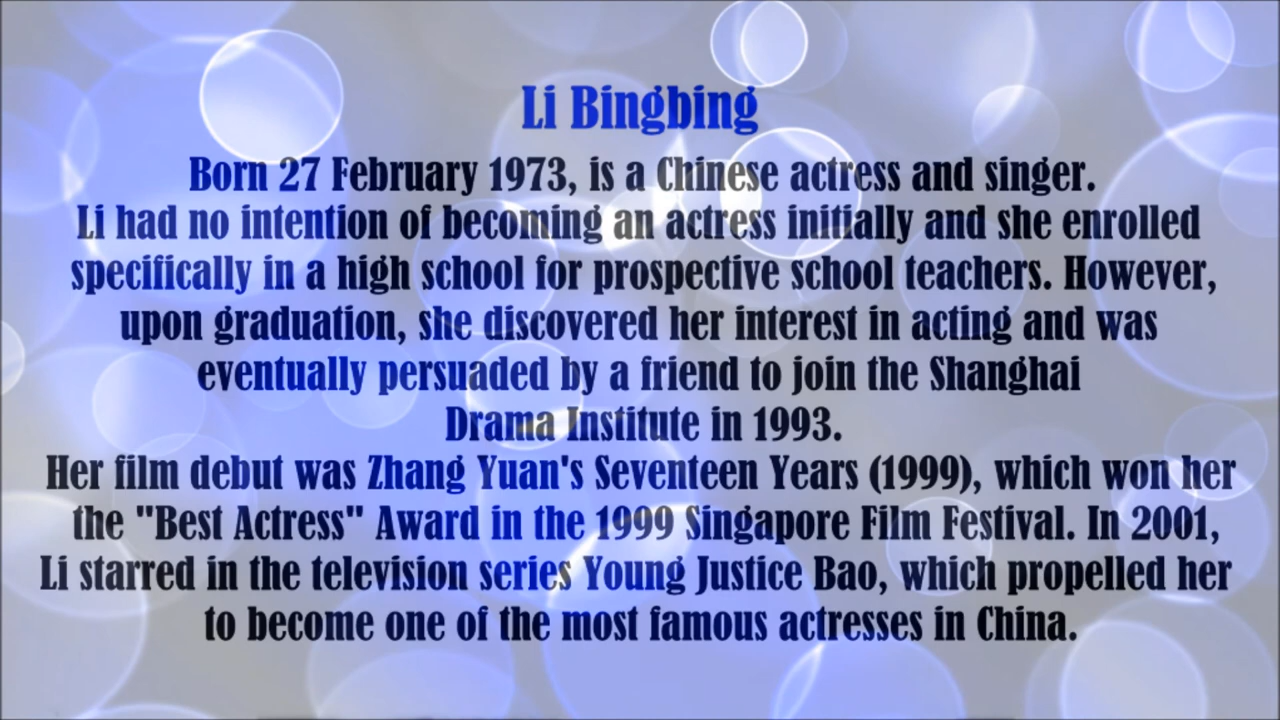 Li Bingbing
Born 27 February 1973, is a Chinese actress and singer.
Li had no intention of becoming an actress initially and she enrolled
specifically in a high school for prospective school teachers. However,
upon graduation, she discovered her interest in acting and was
eventually persuaded by a friend to join the Shanghai
Drama Institute in 1993.
Her film debut was Zhang Yuan's Seventeen Years (1999), which won her
the "Best Actress" Award in the 1999 Singapore Film Festival. In 2001,
Li starred in the television series Young Justice Bao, which propelled her
to become one of the most famous actresses in China.